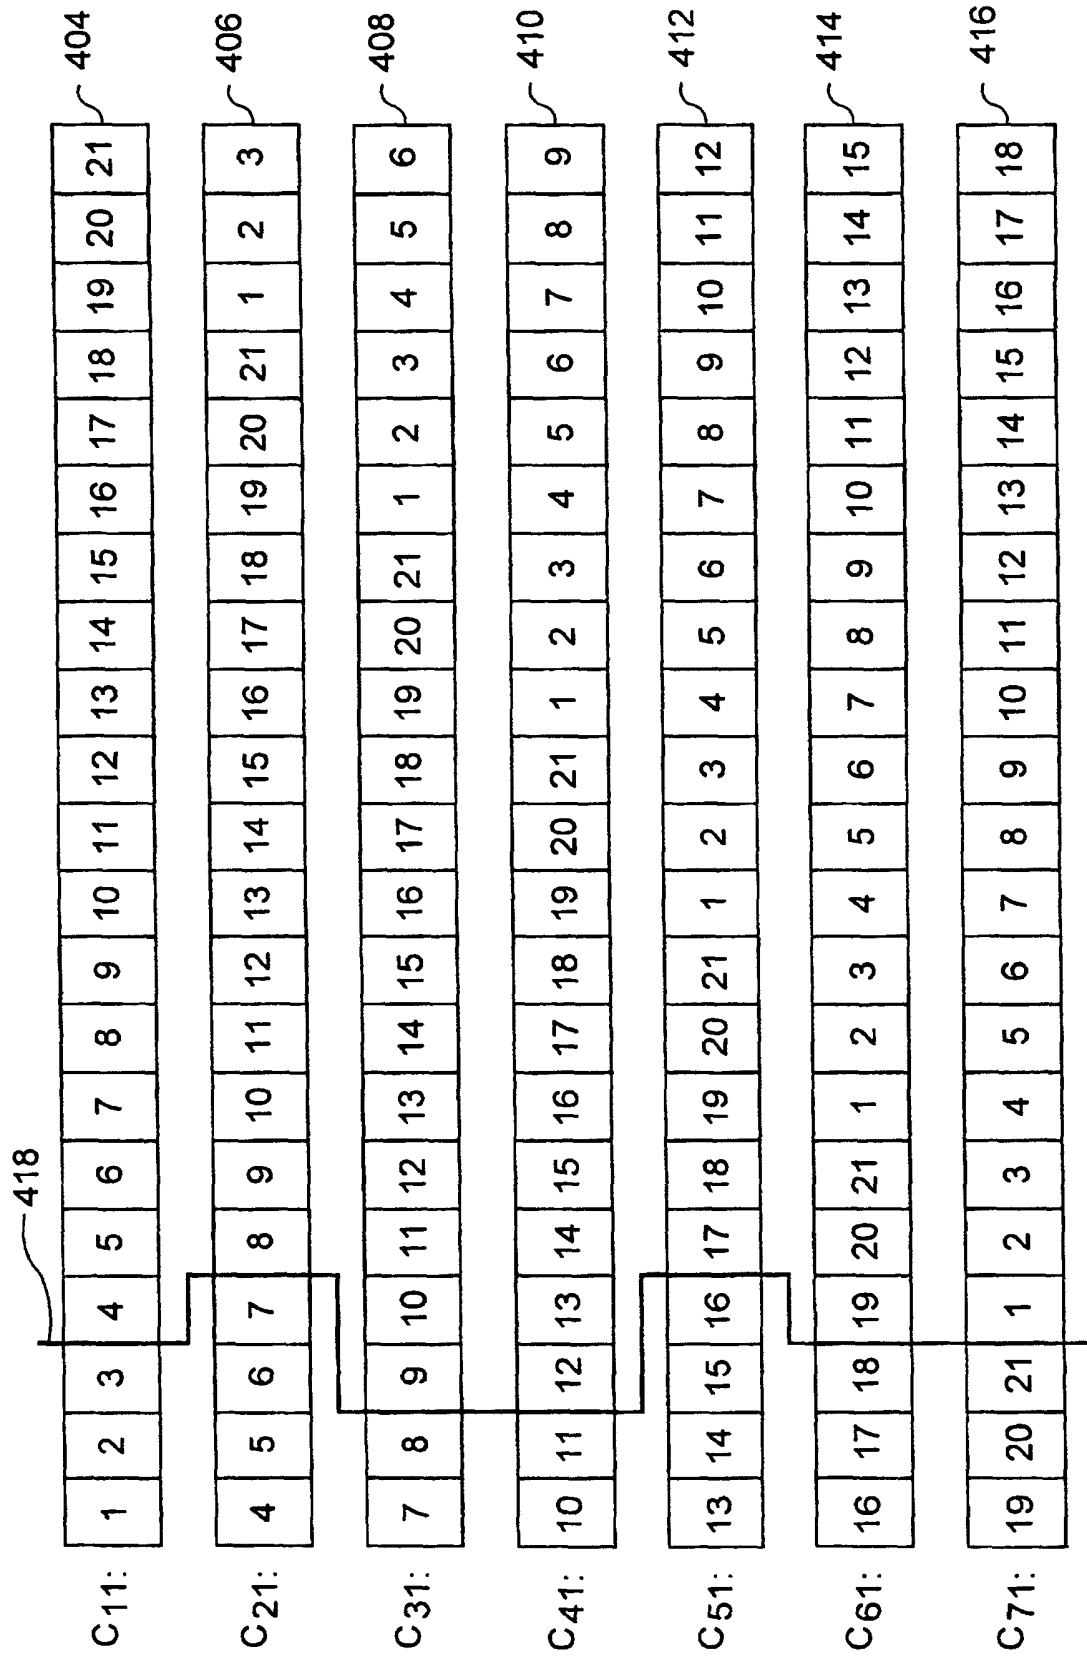 418
C11: 1 2 3 4 5 6 7 8 9 10 11 12 13 14 15 16 17 18 19 20 21 404
C21: 4 5 6 7 8 9 10 11 12 13 14 15 16 17 18 19 20 21 1 2 3 406
C31: 7 8 9 10 11 12 13 14 15 16 17 18 19 20 21 1 2 3 4 5 6 408
C41: 10 11 12 13 14 15 16 17 18 19 20 21 1 2 3 4 5 6 7 8 9 410
C51: 13 14 15 16 17 18 19 20 21 1 2 3 4 5 6 7 8 9 10 11 12 412
C61: 16 17 18 19 20 21 1 2 3 4 5 6 7 8 9 10 11 12 13 14 15 414
C71: 19 20 21 1 2 3 4 5 6 7 8 9 10 11 12 13 14 15 16 17 18 416